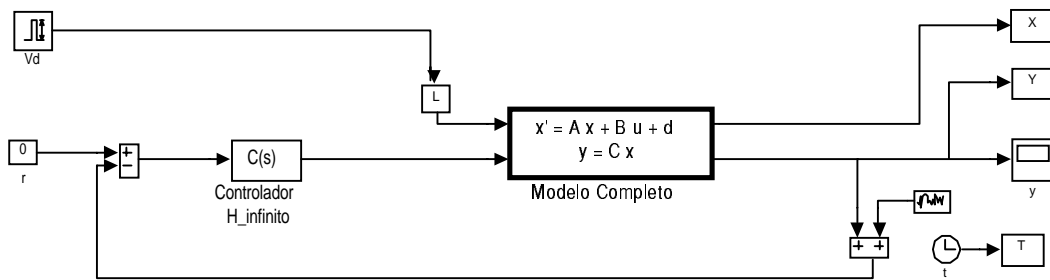 X
Vd
Y
L
x' = A x + B u + d
y = C x
0
r
+
−
C(s)
Controlador
H_infinito
Modelo Completo
y
+ +
T
t